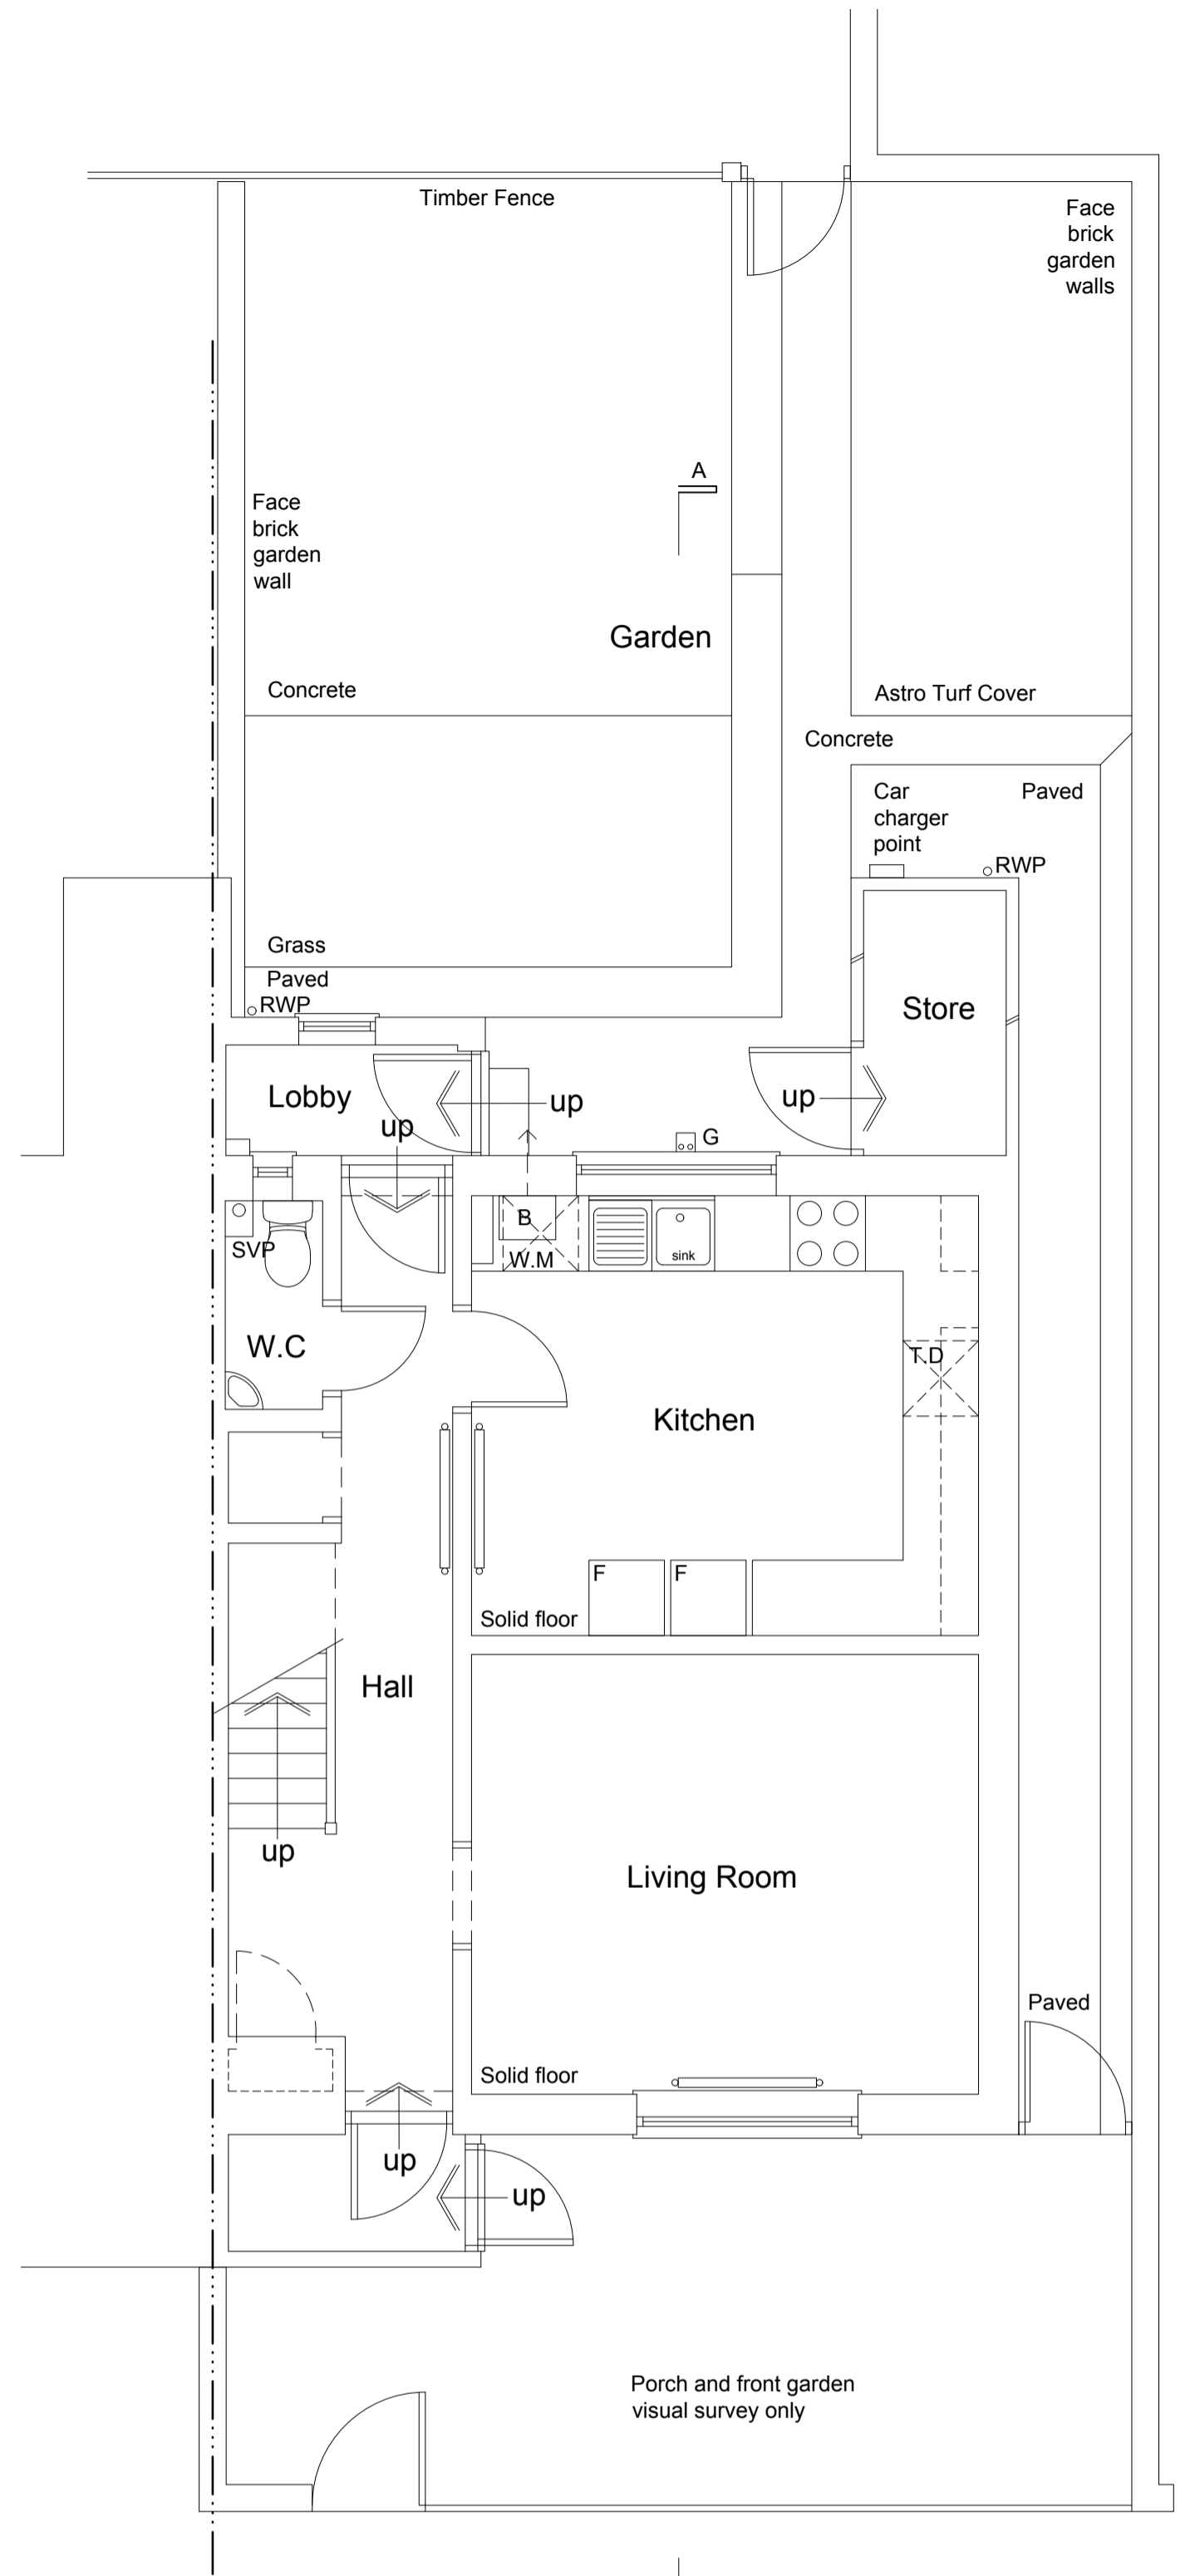 Timber Fence
Face
brick
garden
walls
A
Face
brick
garden
wall
Garden
Concrete
Astro Turf Cover
Concrete
Car
charger
point
Paved
RWP
Grass
Paved
RWP
Store
Lobby
up
up
up
G
B
W.M
sink
SVP
W.C
T.D
Kitchen
F
F
Solid floor
Hall
up
Living Room
Paved
Solid floor
up
up
Porch and front garden
visual survey only